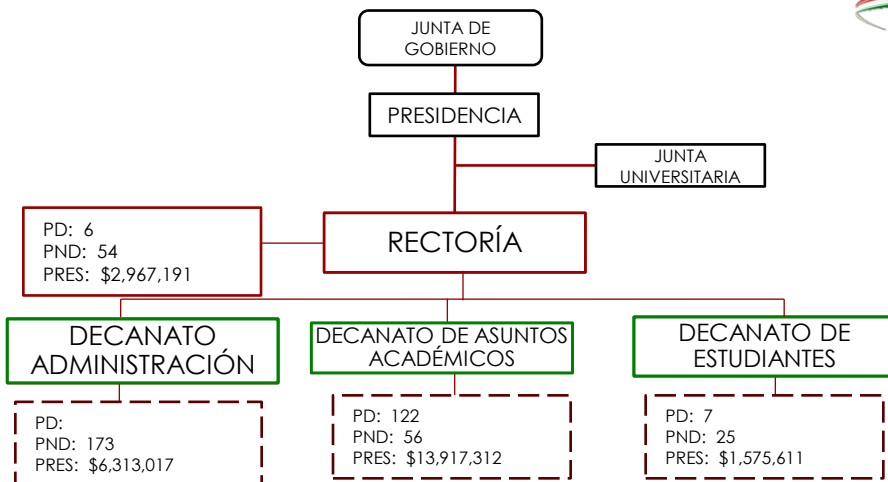 JUNTA DE
GOBIERNO
PRESIDENCIA
JUNTA
UNIVERSITARIA
PD: 6
PND: 54
PRES: $2,967,191
RECTORÍA
DECANATO
ADMINISTRACIÓN
DECANATO DE ASUNTOS
ACADÉMICOS
DECANATO DE
ESTUDIANTES
PD:
PND: 173
PRES: $6,313,017
PD: 122
PND: 56
PRES: $13,917,312
PD: 7
PND: 25
PRES: $1,575,611